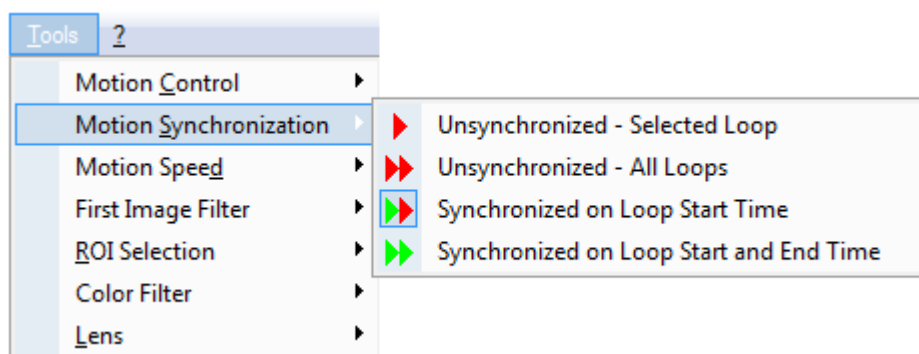 Tools ?
Motion Control
Motion Synchronization
Motion Speed
First Image Filter
ROI Selection
Color Filter
Lens
Unsynchronized - Selected Loop
Unsynchronized - All Loops
Synchronized on Loop Start Time
Synchronized on Loop Start and End Time